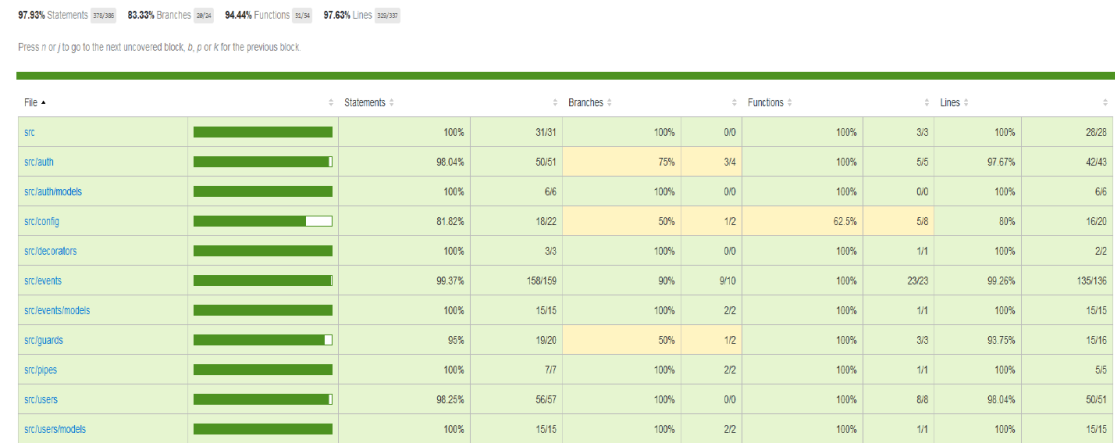 97.93% Statements 378/386 83.33% Branches 20/24 94.44% Functions 51/54 97.63% Lines 329/337
Press n or j to go to the next uncovered block, b, p or k for the previous block.
File Statements Branches Functions Lines
src 100% 31/31 100% 0/0 100% 3/3 100% 28/28
src/auth 98.04% 50/51 75% 3/4 100% 5/5 97.67% 42/43
src/auth/models 100% 6/6 100% 0/0 100% 0/0 100% 6/6
src/config 81.82% 18/22 50% 1/2 62.5% 5/8 80% 16/20
src/decorators 100% 3/3 100% 0/0 100% 1/1 100% 2/2
src/events 99.37% 158/159 90% 9/10 100% 23/23 99.26% 135/136
src/events/models 100% 15/15 100% 2/2 100% 1/1 100% 15/15
src/guards 95% 19/20 50% 1/2 100% 3/3 93.75% 15/16
src/pipes 100% 7/7 100% 2/2 100% 1/1 100% 5/5
src/users 98.25% 56/57 100% 0/0 100% 8/8 98.04% 50/51
src/users/models 100% 15/15 100% 2/2 100% 1/1 100% 15/15